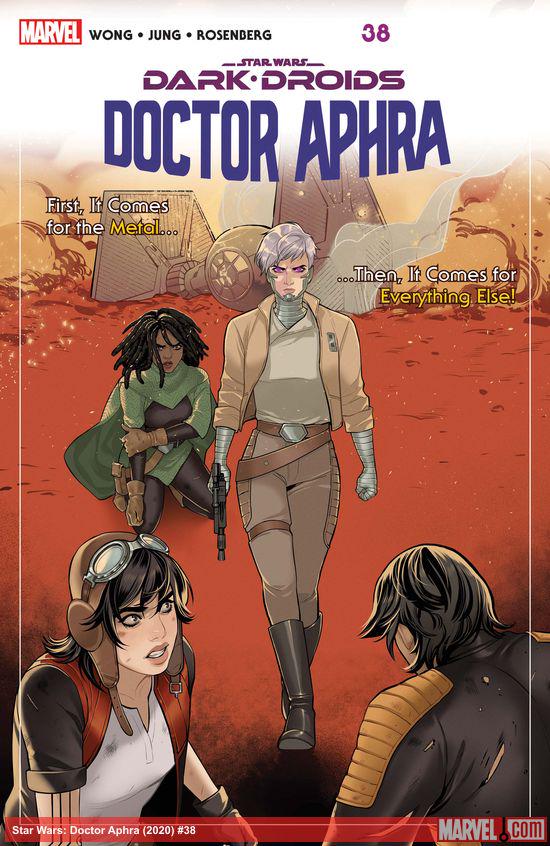 MARVEL WONG • JUNG • ROSENBERG 38
STAR WARS
DARK • DROIDS
DOCTOR APHRA
First, It Comes
for the Metal...
...Then, It Comes for
Everything Else!
Star Wars: Doctor Aphra (2020) #38
MARVEL.com